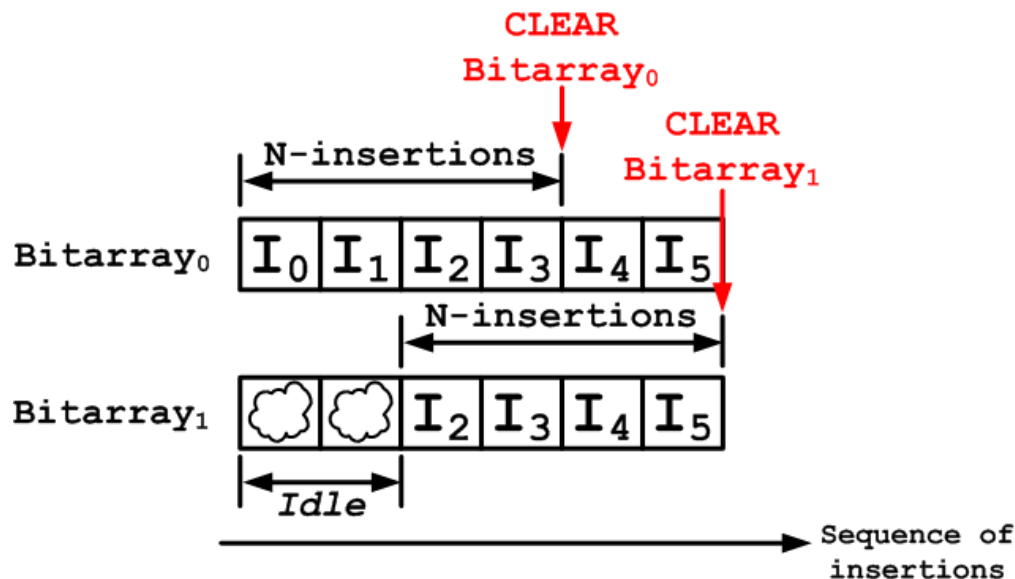 CLEAR
Bitarray₀
CLEAR
Bitarray₁
N-insertions
Bitarray₀ I₀ I₁ I₂ I₃ I₄ I₅
N-insertions
Bitarray₁ I₂ I₃ I₄ I₅
Idle
Sequence of
insertions